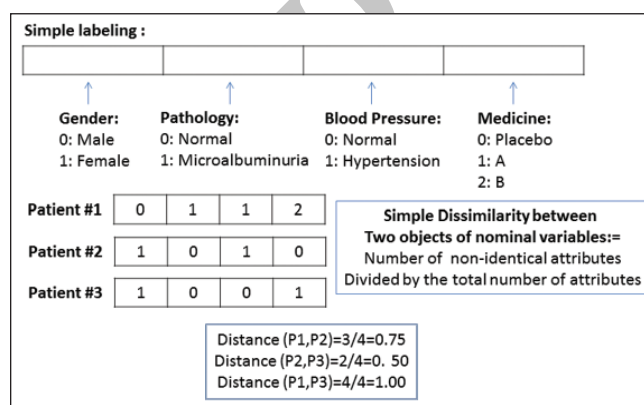 Simple labeling :
Gender: Pathology: Blood Pressure: Medicine:
0: Male 0: Normal 0: Normal 0: Placebo
1: Female 1: Microalbuminuria 1: Hypertension 1: A
2: B
Patient #1 0 1 1 2
Patient #2 1 0 1 0
Patient #3 1 0 0 1
Simple Dissimilarity between
Two objects of nominal variables:=
Number of non-identical attributes
Divided by the total number of attributes
Distance (P1,P2)=3/4=0.75
Distance (P2,P3)=2/4=0. 50
Distance (P1,P3)=4/4=1.00